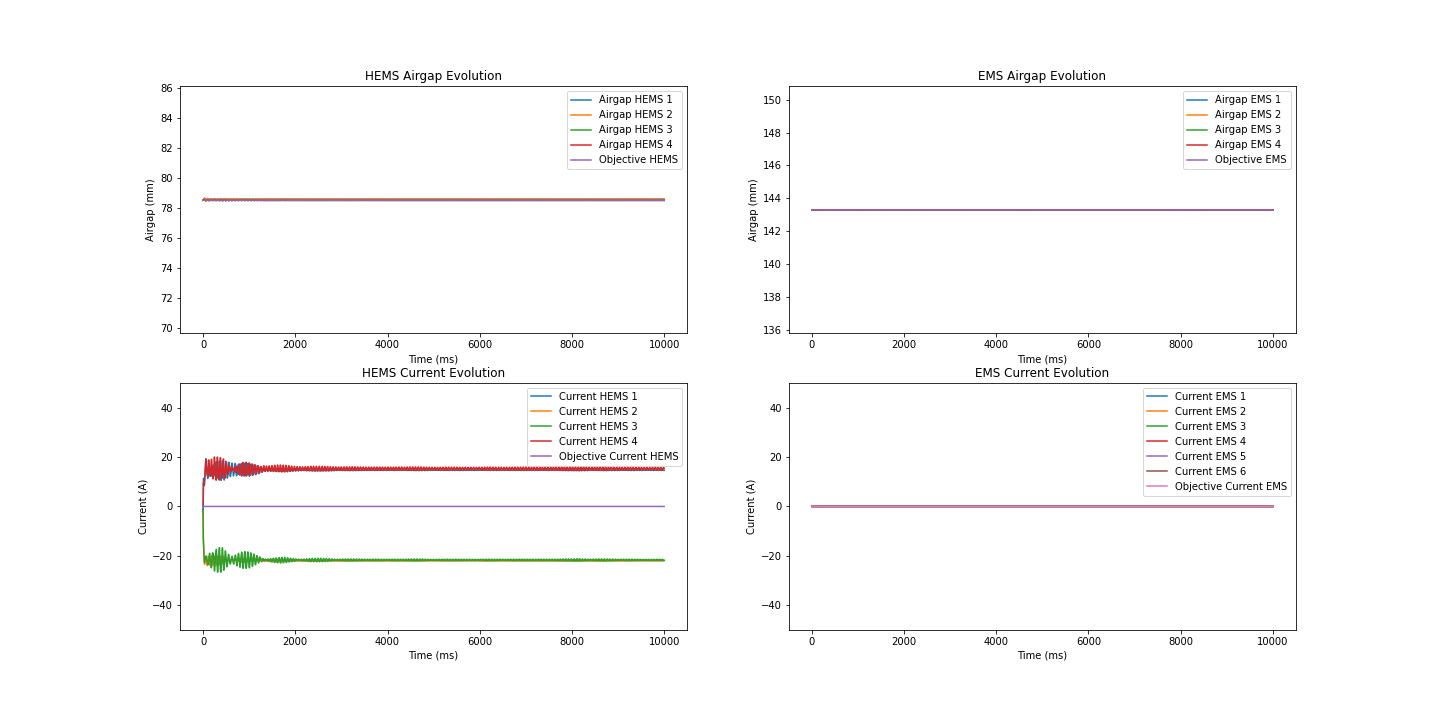 HEMS Airgap Evolution
86
84
82
80
78
76
74
72
70
Airgap (mm)
0 2000 4000 6000 8000 10000
Time (ms)
Airgap HEMS 1
Airgap HEMS 2
Airgap HEMS 3
Airgap HEMS 4
Objective HEMS
EMS Airgap Evolution
150
148
146
144
142
140
138
136
Airgap (mm)
0 2000 4000 6000 8000 10000
Time (ms)
Airgap EMS 1
Airgap EMS 2
Airgap EMS 3
Airgap EMS 4
Objective EMS
HEMS Current Evolution
40
20
0
−20
−40
Current (A)
0 2000 4000 6000 8000 10000
Time (ms)
Current HEMS 1
Current HEMS 2
Current HEMS 3
Current HEMS 4
Objective Current HEMS
EMS Current Evolution
40
20
0
−20
−40
Current (A)
0 2000 4000 6000 8000 10000
Time (ms)
Current EMS 1
Current EMS 2
Current EMS 3
Current EMS 4
Current EMS 5
Current EMS 6
Objective Current EMS